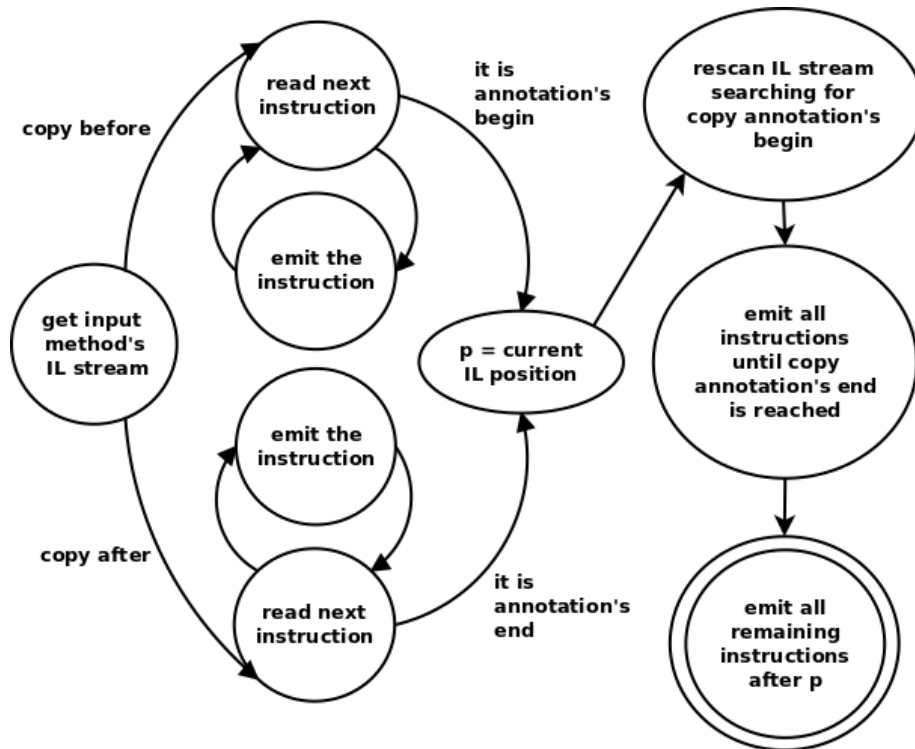 copy before
read next
instruction
it is
annotation's
begin
rescan IL stream
searching for
copy annotation's
begin
emit the
instruction
get input
method's
IL stream
p = current
IL position
emit all
instructions
until copy
annotation's end
is reached
emit the
instruction
copy after
read next
instruction
it is
annotation's
end
emit all
remaining
instructions
after p